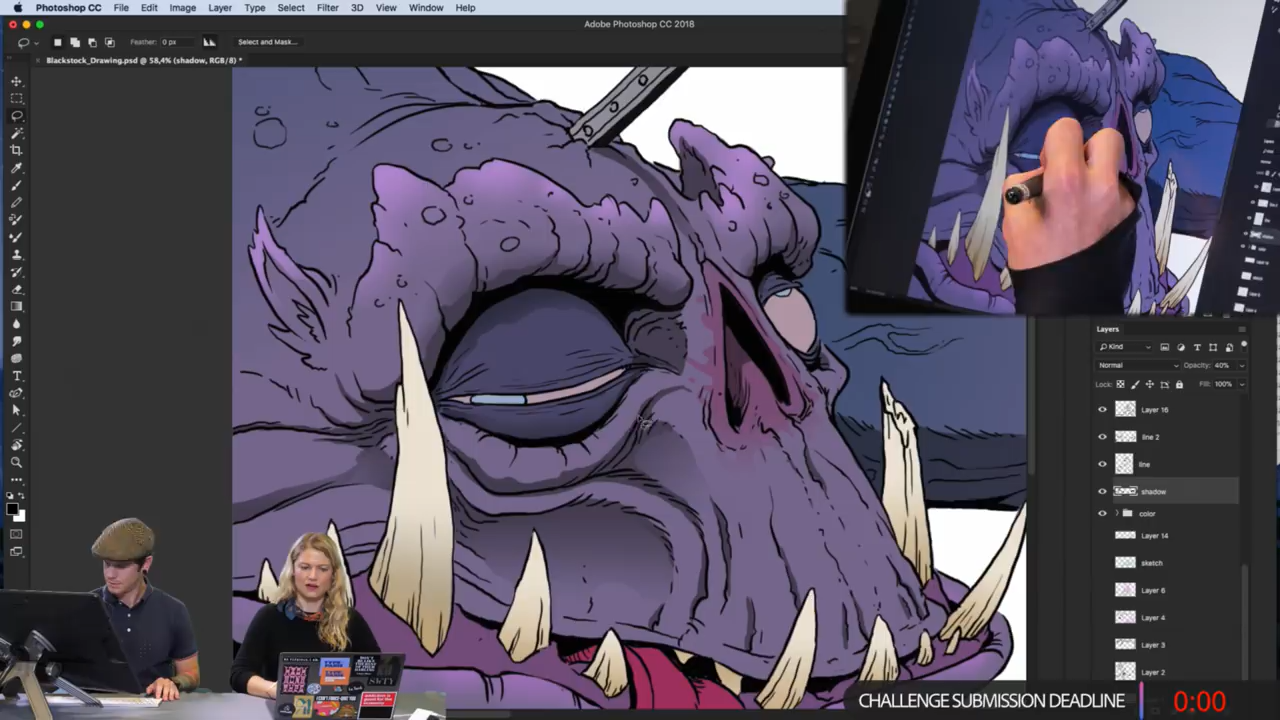 Photoshop CC File Edit Image Layer Type Select Filter 3D View Window Help
Adobe Photoshop CC 2018
Feather: 0 px Select and Mask...
Blackstock_Drawing.psd @ 58,4% (shadow, RGB/8) *
Layers
Kind
Normal Opacity: 40%
Lock: Fill: 100%
Layer 16
line 2
line
shadow
color
Layer 14
sketch
Layer 6
Layer 4
Layer 3
Layer 2
CHALLENGE SUBMISSION DEADLINE 0:00